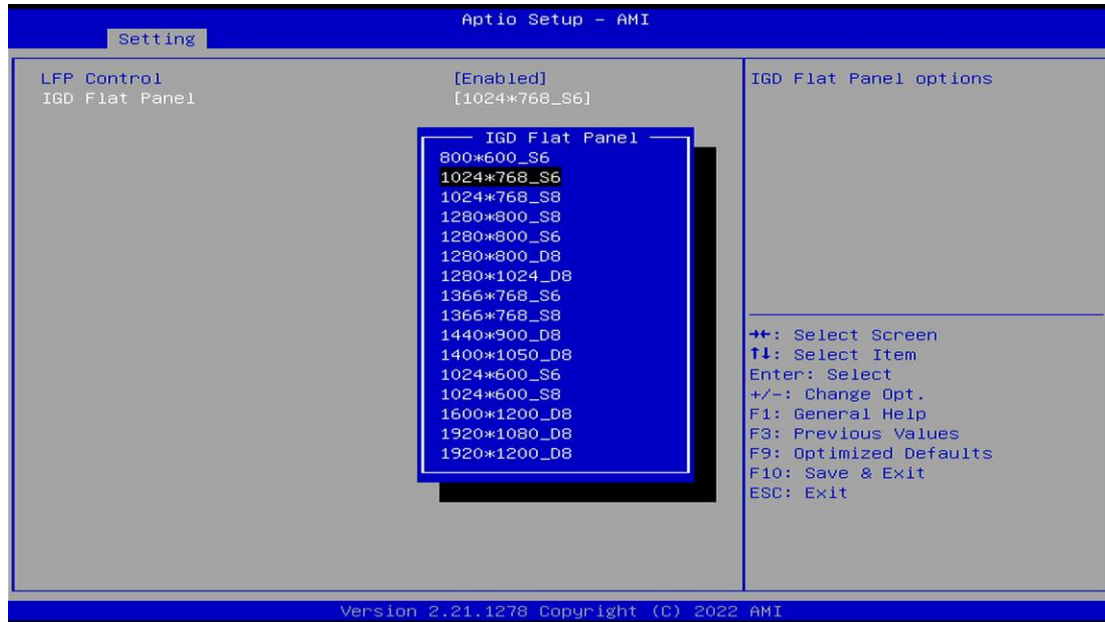 Aptio Setup - AMI
Setting
LFP Control [Enabled]
IGD Flat Panel [1024*768_S6]
IGD Flat Panel
800*600_S6
1024*768_S6
1024*768_S8
1280*800_S8
1280*800_S6
1280*800_D8
1280*1024_D8
1366*768_S6
1366*768_S8
1440*900_D8
1400*1050_D8
1024*600_S6
1024*600_S8
1600*1200_D8
1920*1080_D8
1920*1200_D8
IGD Flat Panel options
→←: Select Screen
↑↓: Select Item
Enter: Select
+/-: Change Opt.
F1: General Help
F3: Previous Values
F9: Optimized Defaults
F10: Save & Exit
ESC: Exit
Version 2.21.1278 Copyright (C) 2022 AMI